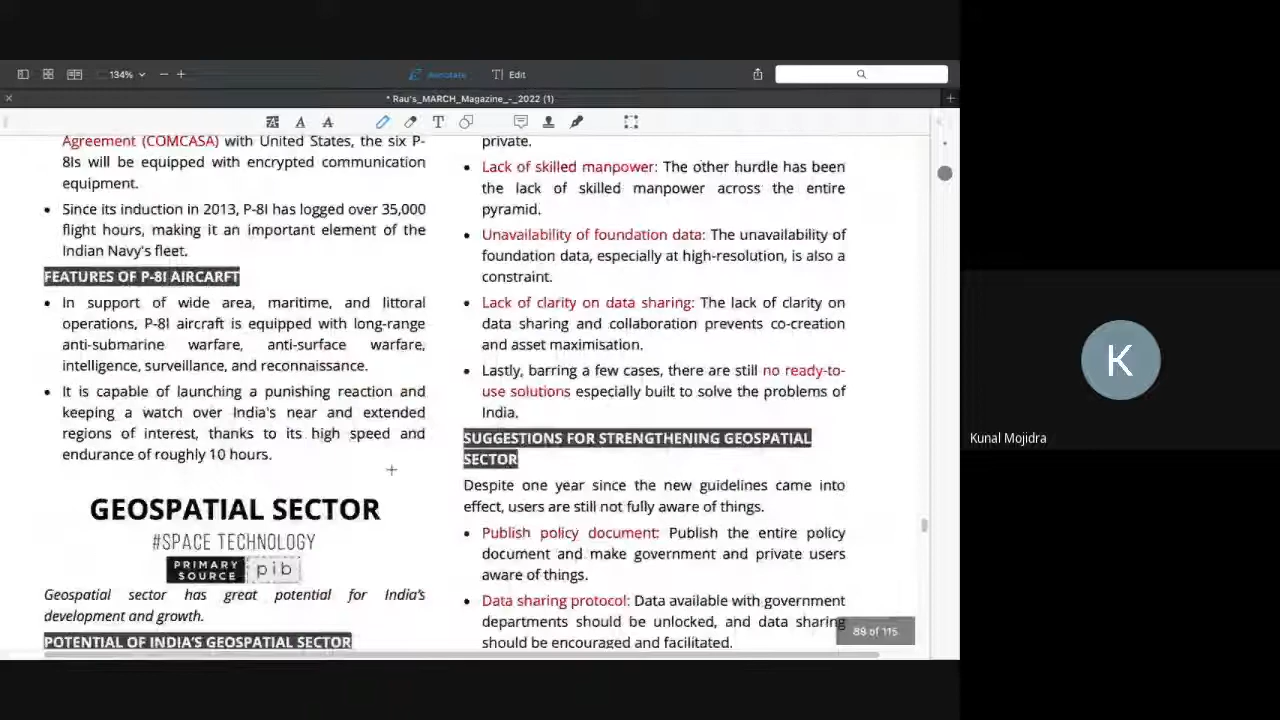 134%
Annotate
Edit
* Rau's_MARCH_Magazine_-_2022 (1)
Agreement (COMCASA) with United States, the six P-
8Is will be equipped with encrypted communication
equipment.
• Since its induction in 2013, P-8I has logged over 35,000
flight hours, making it an important element of the
Indian Navy's fleet.
FEATURES OF P-8I AIRCARFT
• In support of wide area, maritime, and littoral
operations, P-8I aircraft is equipped with long-range
anti-submarine warfare, anti-surface warfare,
intelligence, surveillance, and reconnaissance.
• It is capable of launching a punishing reaction and
keeping a watch over India's near and extended
regions of interest, thanks to its high speed and
endurance of roughly 10 hours.
GEOSPATIAL SECTOR
#SPACE TECHNOLOGY
PRIMARY
SOURCE
pib
Geospatial sector has great potential for India's
development and growth.
POTENTIAL OF INDIA'S GEOSPATIAL SECTOR
private.
• Lack of skilled manpower: The other hurdle has been
the lack of skilled manpower across the entire
pyramid.
• Unavailability of foundation data: The unavailability of
foundation data, especially at high-resolution, is also a
constraint.
• Lack of clarity on data sharing: The lack of clarity on
data sharing and collaboration prevents co-creation
and asset maximisation.
• Lastly, barring a few cases, there are still no ready-to-
use solutions especially built to solve the problems of
India.
SUGGESTIONS FOR STRENGTHENING GEOSPATIAL
SECTOR
Despite one year since the new guidelines came into
effect, users are still not fully aware of things.
• Publish policy document: Publish the entire policy
document and make government and private users
aware of things.
• Data sharing protocol: Data available with government
departments should be unlocked, and data sharing
should be encouraged and facilitated.
88 of 115
K
Kunal Mojidra